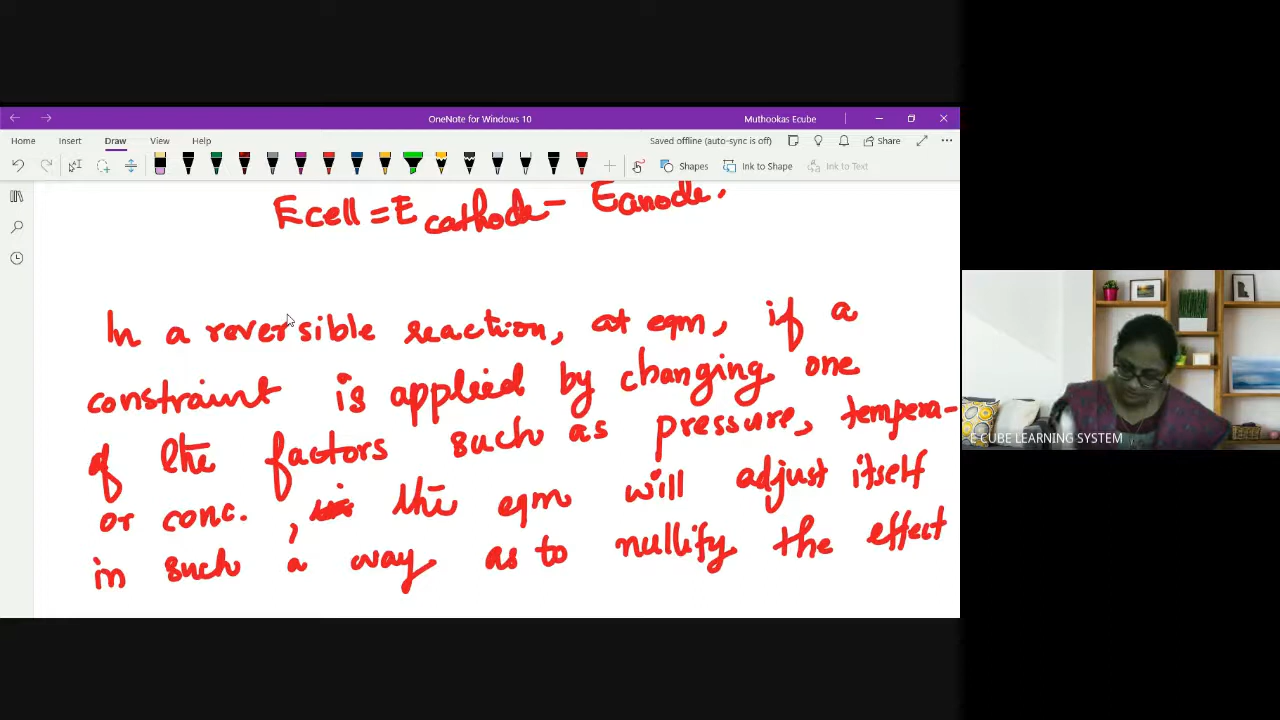 OneNote for Windows 10
Muthookas Ecube
Home Insert Draw View Help
Saved offline (auto-sync is off)
Share
Shapes
Ink to Shape
Ink to Text
Ecell = E cathode - E anode.
In a reversible reaction, at eqm, if a
constraint is applied by changing one
of the factors such as pressure, tempera-
or conc. , the eqm will adjust itself
in such a way as to nullify the effect
E CUBE LEARNING SYSTEM